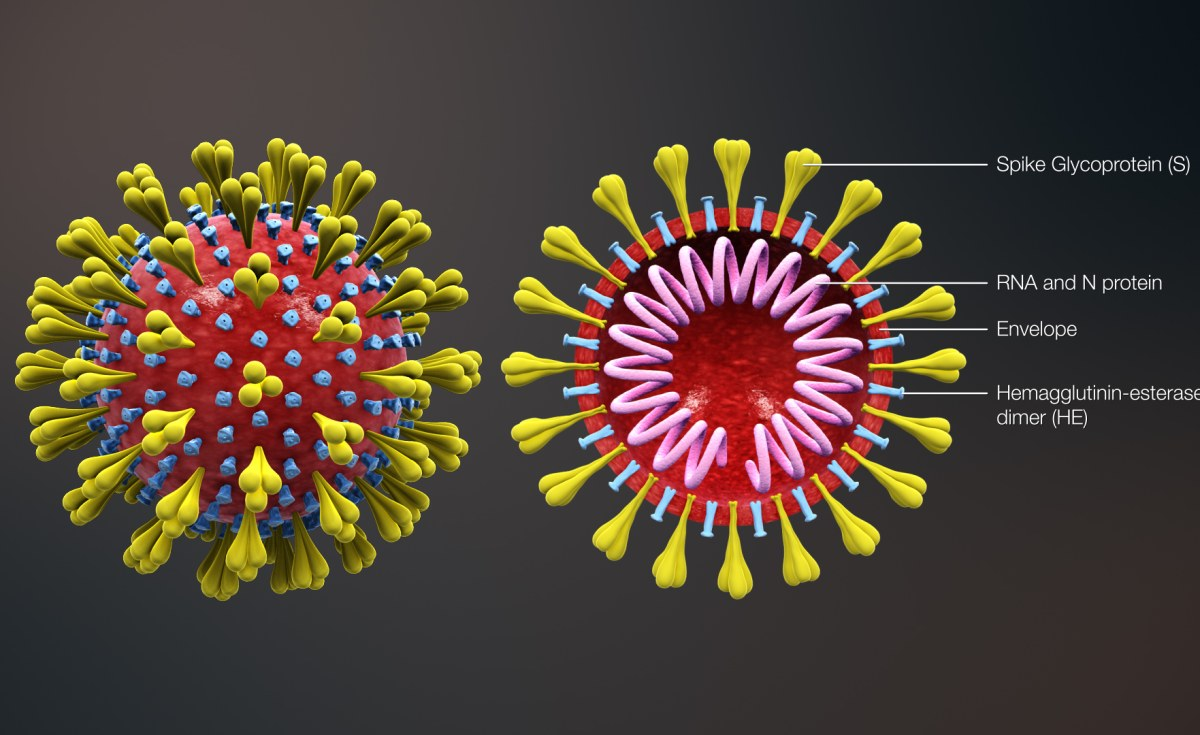 Spike Glycoprotein (S)
RNA and N protein
Envelope
Hemagglutinin-esterase
dimer (HE)